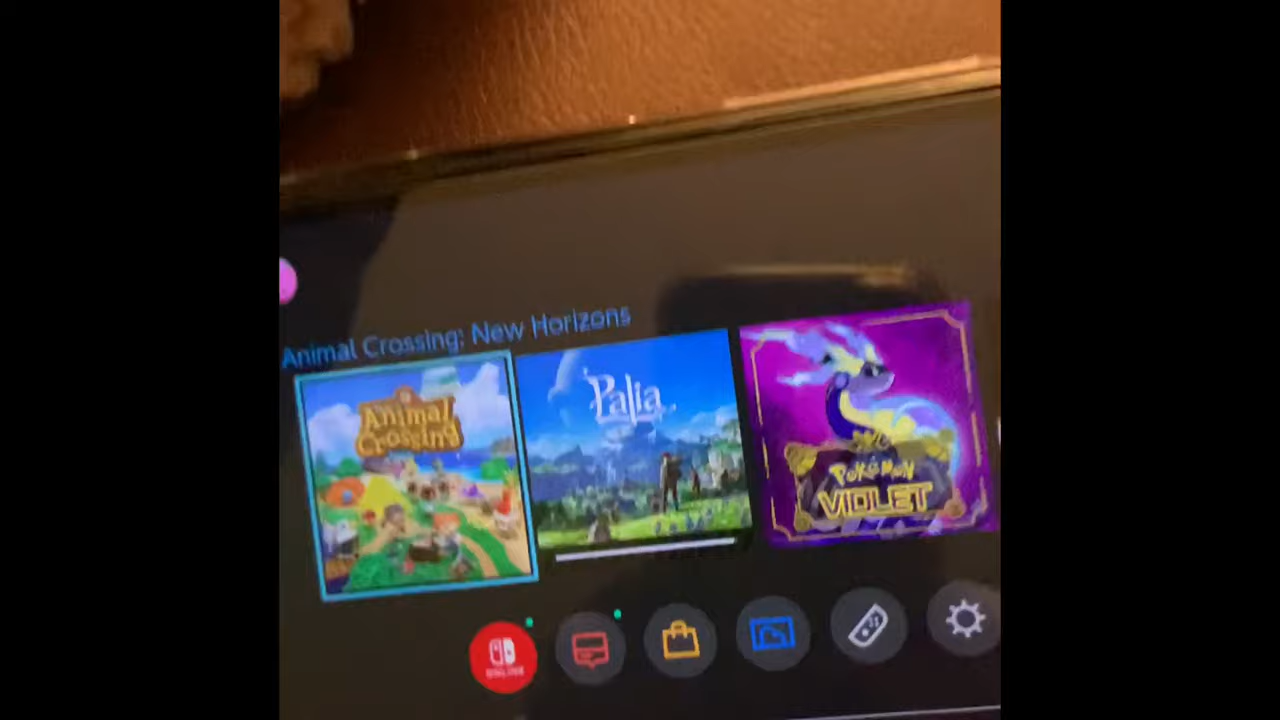 Animal Crossing: New Horizons
Animal
Crossing
Palia
POKÉMON
VIOLET